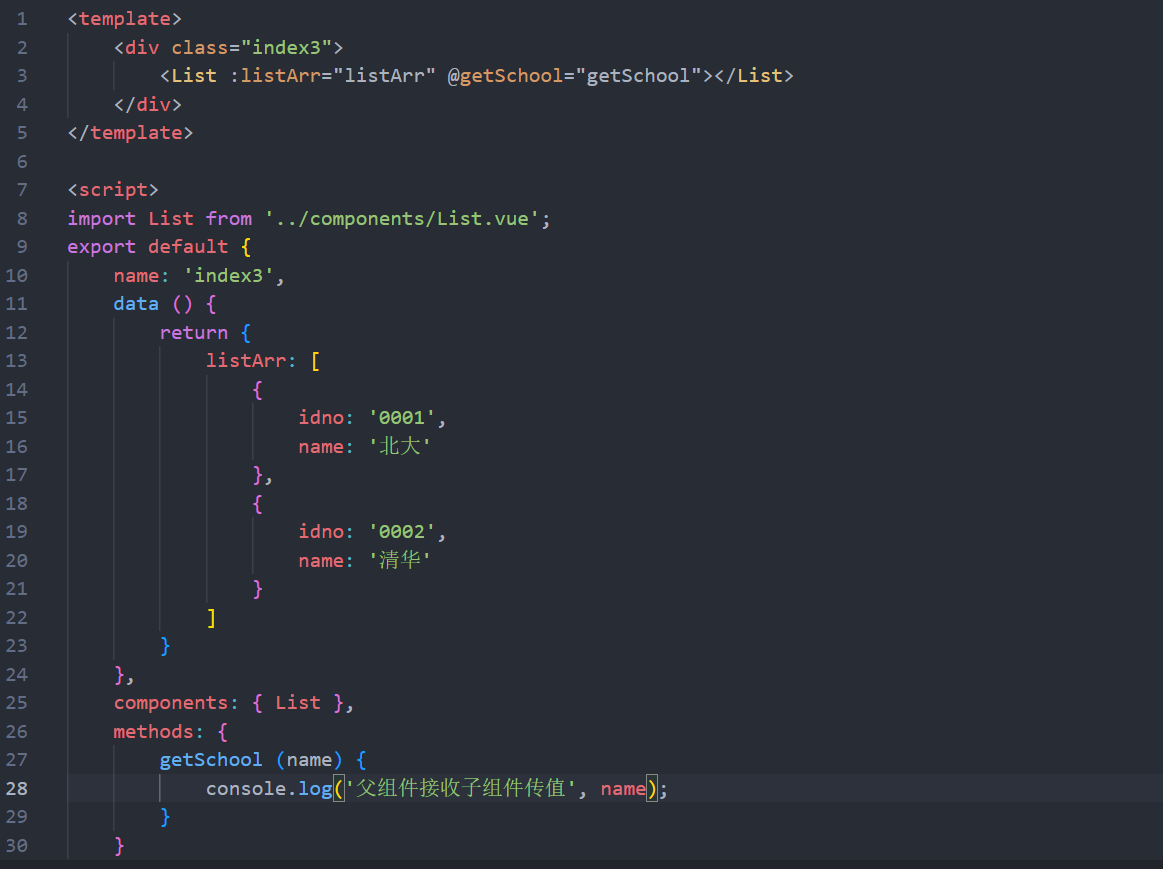 1 <template>
2     <div class="index3">
3         <List :listArr="listArr" @getSchool="getSchool"></List>
4     </div>
5 </template>
6
7 <script>
8 import List from '../components/List.vue';
9 export default {
10     name: 'index3',
11     data () {
12         return {
13             listArr: [
14                 {
15                     idno: '0001',
16                     name: '北大'
17                 },
18                 {
19                     idno: '0002',
20                     name: '清华'
21                 }
22             ]
23         }
24     },
25     components: { List },
26     methods: {
27         getSchool (name) {
28             console.log('父组件接收子组件传值', name);
29         }
30     }